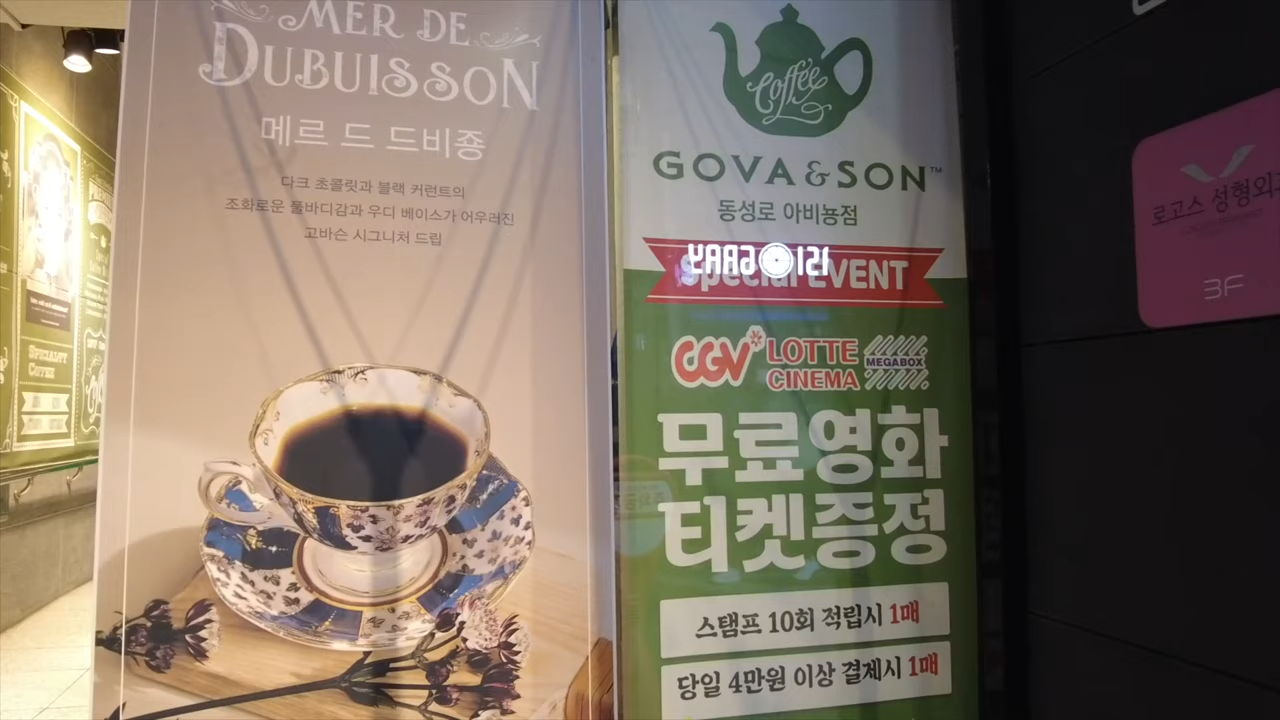 MER DE
DUBUISSON
메르 드 드비죵
다크 초콜릿과 블랙 커런트의
조화로운 풀바디감과 우디 베이스가 어우러진
고바슨 시그니처 드립
SPECIALTY
COFFEE
Coffee
GOVA & SON™
동성로 아비뇽점
Special EVENT
CGV
LOTTE
CINEMA
MEGABOX
무료영화
티켓증정
스탬프 10회 적립시 1매
당일 4만원 이상 결제시 1매
로고스 성형외
3F